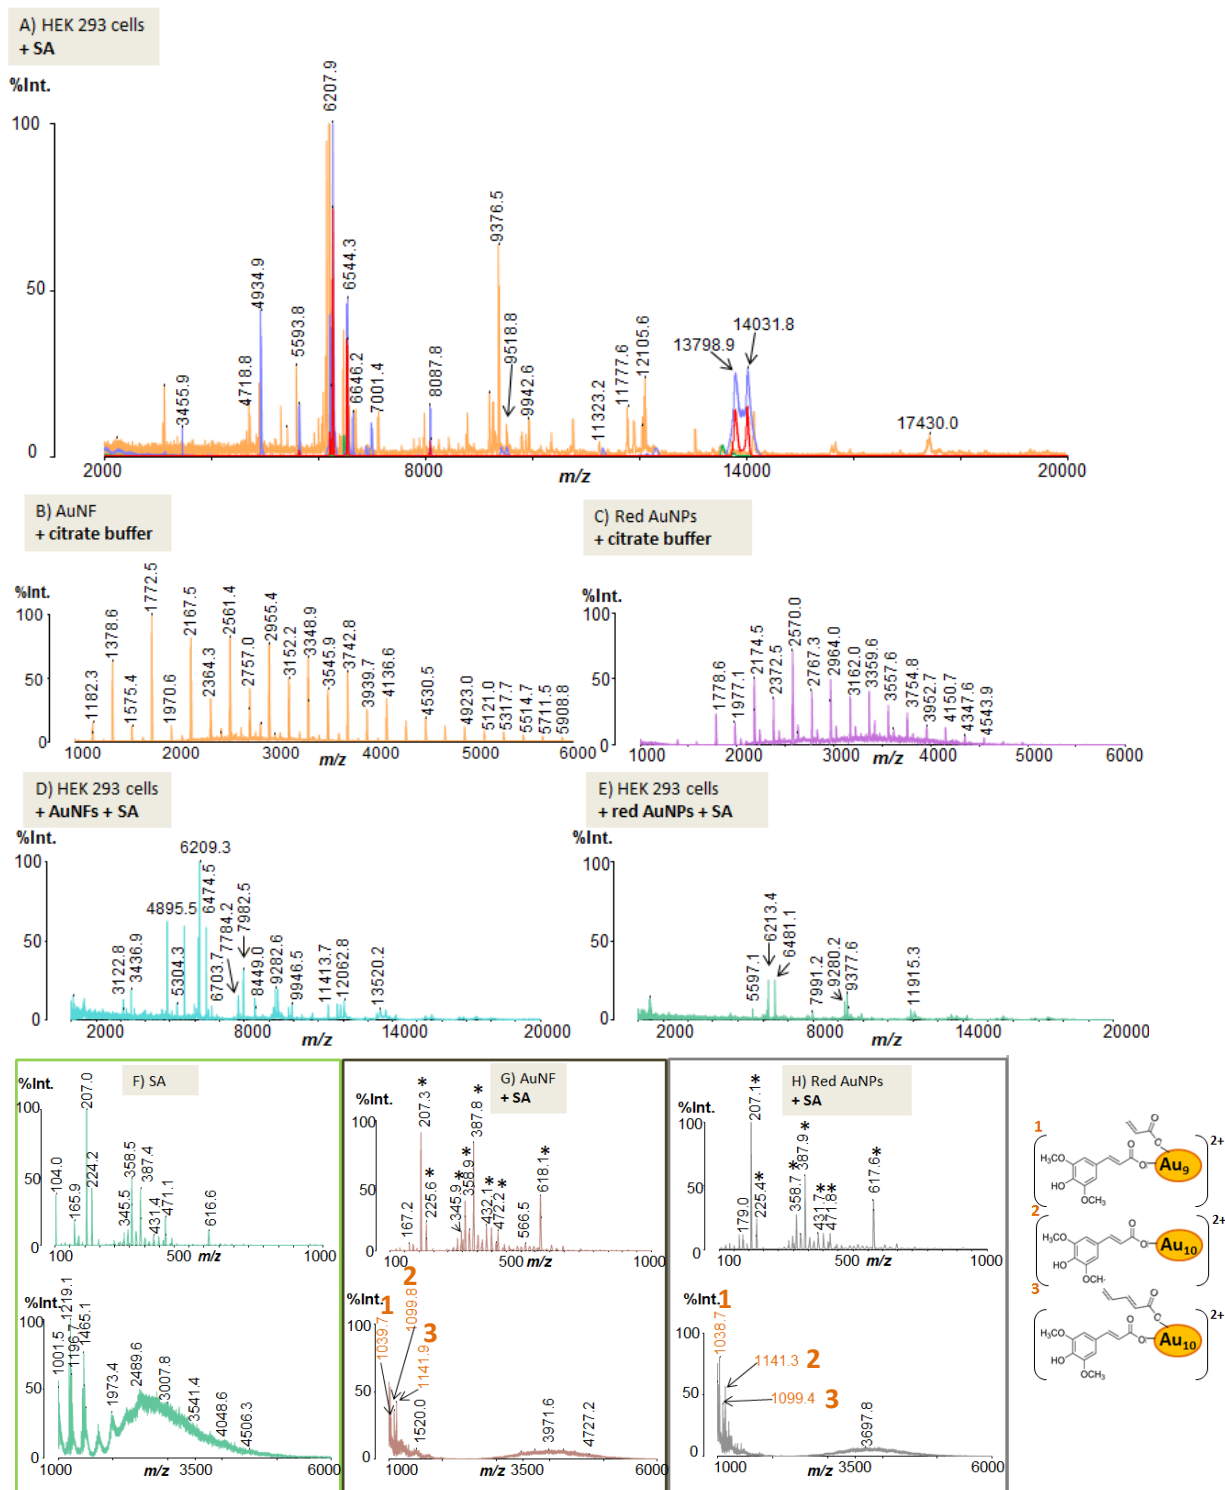 A) HEK 293 cells
+ SA
%Int.
100
50
0
3455.9
4718.8
4934.9
5593.8
6207.9
6544.3
6646.2
7001.4
8087.8
9376.5
9518.8
9942.6
11323.2
11777.6
12105.6
13798.9
14031.8
17430.0
2000
8000
14000
20000
m/z
B) AuNF
+ citrate buffer
%Int.
100
50
0
1182.3
1378.6
1575.4
1772.5
1970.6
2167.5
2364.3
2561.4
2757.0
2955.4
3152.2
3348.9
3545.9
3742.8
3939.7
4136.6
4530.5
4923.0
5121.0
5317.7
5514.7
5711.5
5908.8
1000 2000 3000 4000 5000 6000
m/z
C) Red AuNPs
+ citrate buffer
%Int.
100
50
0
1778.6
1977.1
2174.5
2372.5
2570.0
2767.3
2964.0
3162.0
3359.6
3557.6
3754.8
3952.7
4150.7
4347.6
4543.9
1000 2000 3000 4000 5000 6000
m/z
D) HEK 293 cells
+ AuNFs + SA
%Int.
100
50
0
3122.8
3436.9
4895.5
5304.3
6209.3
6474.5
6703.7
7784.2
7982.5
8449.0
9282.6
9946.5
11413.7
12062.8
13520.2
2000 8000 14000 20000
m/z
E) HEK 293 cells
+ red AuNPs + SA
%Int.
100
50
0
5597.1
6213.4
6481.1
7991.2
9280.2
9377.6
11915.3
2000 8000 14000 20000
m/z
F) SA
%Int.
100
50
0
104.0
165.9
207.0
224.2
345.5
358.5
387.4
431.4
471.1
616.6
100 500 m/z 1000
100
50
0
1001.5
1196.7
1219.1
1465.1
1973.4
2489.6
3007.8
3541.4
4048.6
4506.3
1000 m/z 3500 6000
G) AuNF
+ SA
%Int.
100
50
0
167.2
207.3 *
225.6 *
345.9 *
358.9 *
387.8 *
432.1 *
472.2 *
566.5
618.1 *
100 500 m/z 1000
%Int.
100
50
0
1
1039.7
2
1099.8
3
1141.9
1520.0
3971.6
4727.2
1000 m/z 3500 6000
H) Red AuNPs
+ SA
%Int.
100
50
0
179.0
207.1 *
225.4 *
358.7 *
387.9 *
431.7 *
471.8 *
617.6 *
100 500 m/z 1000
%Int.
100
50
0
1
1038.7
1141.3 2
1099.4 3
3697.8
1000 m/z 3500 6000
1
O
O
H₃CO
O
O
HO
OCH₃
Au₉
2+
2
H₃CO
O
O
HO
OCH
Au₁₀
2+
3
O
O
H₃CO
O
O
HO
OCH₃
Au₁₀
2+